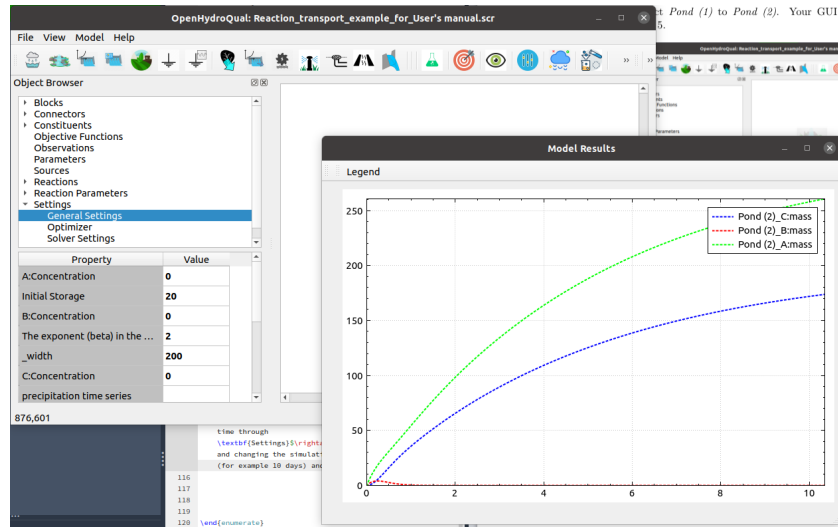 OpenHydroQual: Reaction_transport_example_for_User's manual.scr
File View Model Help
Object Browser
Blocks
Connectors
Constituents
Objective Functions
Observations
Parameters
Sources
Reactions
Reaction Parameters
Settings
General Settings
Optimizer
Solver Settings
Property Value
A:Concentration 0
Initial Storage 20
B:Concentration 0
The exponent (beta) in the ... 2
_width 200
C:Concentration 0
precipitation time series
876,601
ct Pond (1) to Pond (2). Your GUI
5.
Model Results
Legend
Pond (2)_C:mass
Pond (2)_B:mass
Pond (2)_A:mass
250
200
150
100
50
0
0 2 4 6 8 10
time through
\textbf{Settings}$\righta
and changing the simulati
(for example 10 days) and
116
117
118
119
120 \end{enumerate}